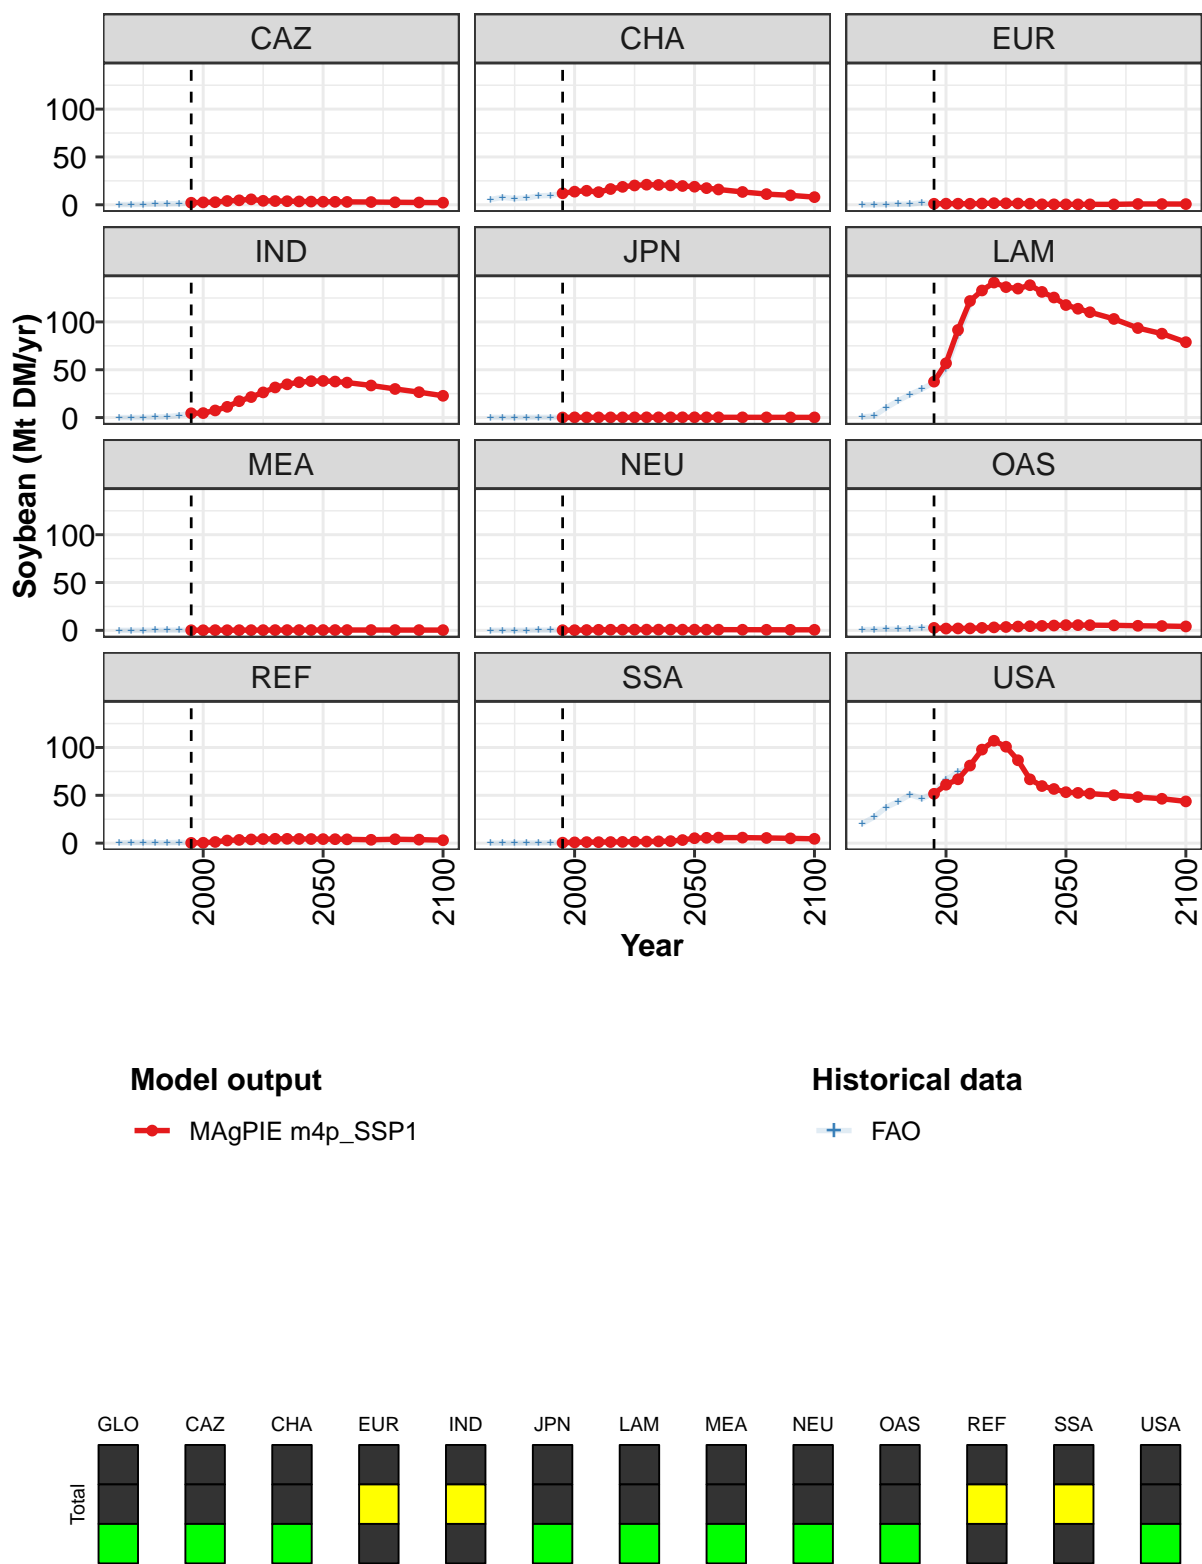 CAZ CHA EUR
100
50
0
IND JPN LAM
100
50
0
MEA NEU OAS
100
50
0
REF SSA USA
100
50
0
Soybean (Mt DM/yr)
2000 2050 2100 2000 2050 2100 2000 2050 2100
Year
Model output Historical data
MAgPIE m4p_SSP1 FAO
GLO CAZ CHA EUR IND JPN LAM MEA NEU OAS REF SSA USA
Total